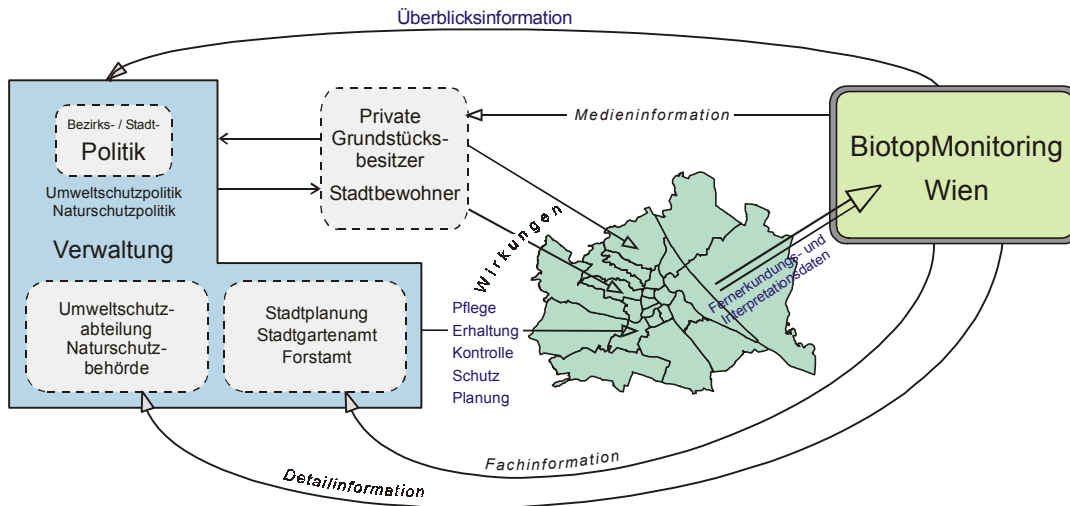 Überblicksinformation
Bezirks- / Stadt-
Politik
Umweltschutzpolitik
Naturschutzpolitik
Verwaltung
Umweltschutz-
abteilung
Naturschutz-
behörde
Stadtplanung
Stadtgartenamt
Forstamt
Private
Grundstücks-
besitzer
Stadtbewohner
Medieninformation
BiotopMonitoring
Wien
Wirkungen
Pflege
Erhaltung
Kontrolle
Schutz
Planung
Fernerkundungs- und
Interpretationsdaten
Fachinformation
Detailinformation